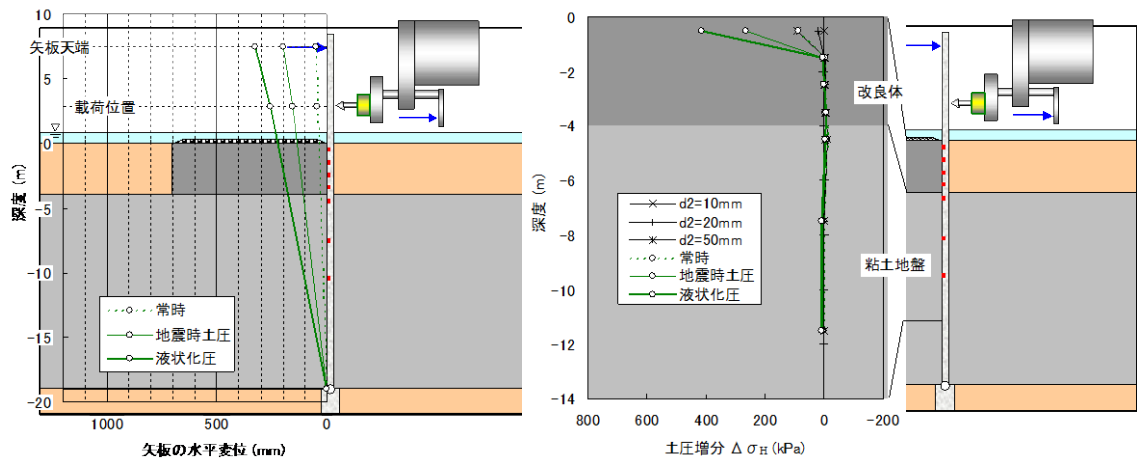 10
矢板天端
5
載荷位置
0
-5
-10
-15
-20
深度 (m)
常時
地震時土圧
液状化圧
1000
500
0
矢板の水平変位 (mm)
0
-2
-4
-6
-8
-10
-12
-14
深度 (m)
d2=10mm
d2=20mm
d2=50mm
常時
地震時土圧
液状化圧
800
600
400
200
0
-200
土圧増分 ΔσH (kPa)
改良体
粘土地盤